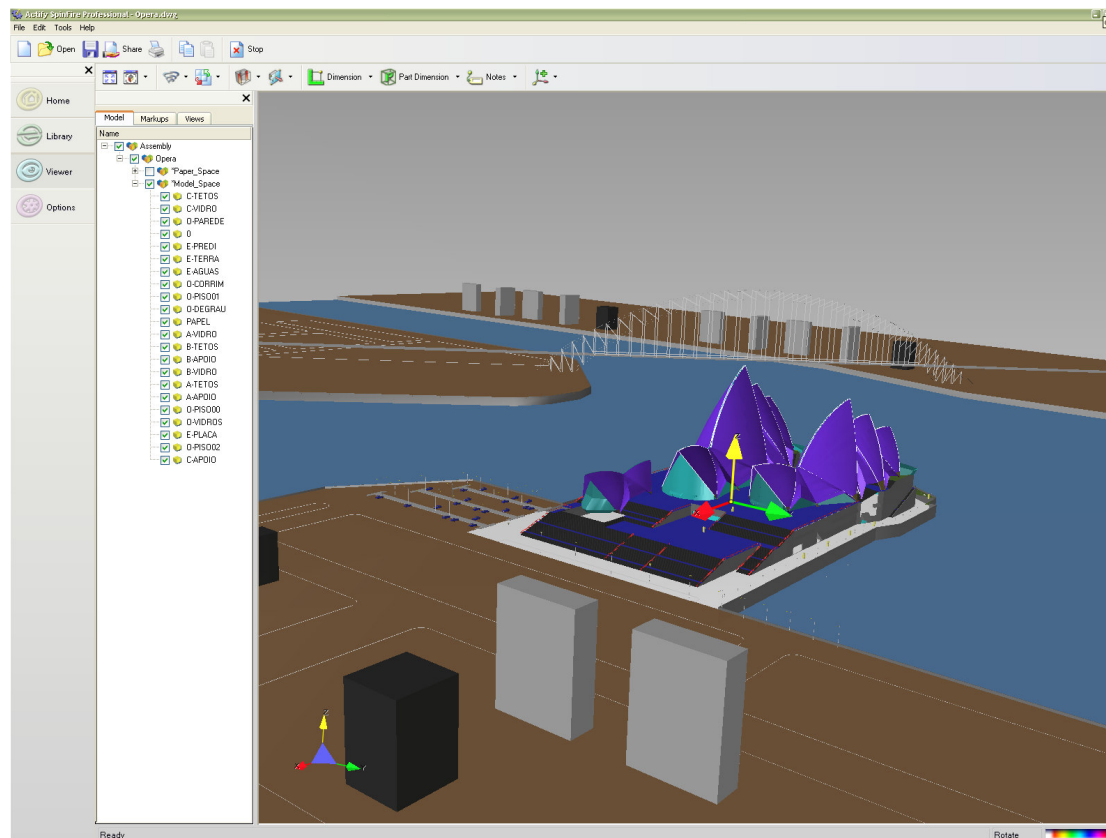 Actify SpinFire Professional - Opera.dwg
File Edit Tools Help
Open Share Stop
Dimension Part Dimension Notes
Home
Library
Viewer
Options
Model Markups Views
Name
Assembly
Opera
*Paper_Space
*Model_Space
C-TETOS
C-VIDRO
O-PAREDE
0
E-PREDI
E-TERRA
E-AGUAS
O-CORRIM
O-PISO01
O-DEGRAU
PAPEL
A-VIDRO
B-TETOS
B-APOIO
B-VIDRO
A-TETOS
A-APOIO
O-PISO00
O-VIDROS
E-PLACA
O-PISO02
C-APOIO
Z
X
Y
Ready Rotate